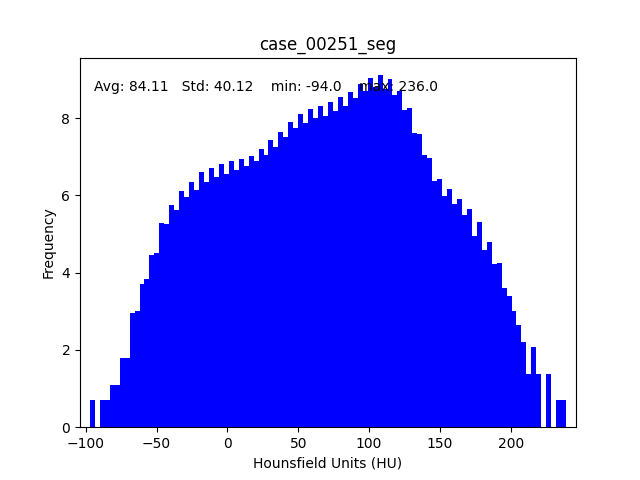 case_00251_seg
Avg: 84.11 Std: 40.12 min: -94.0 max: 236.0
Frequency
8
6
4
2
0
−100 −50 0 50 100 150 200
Hounsfield Units (HU)